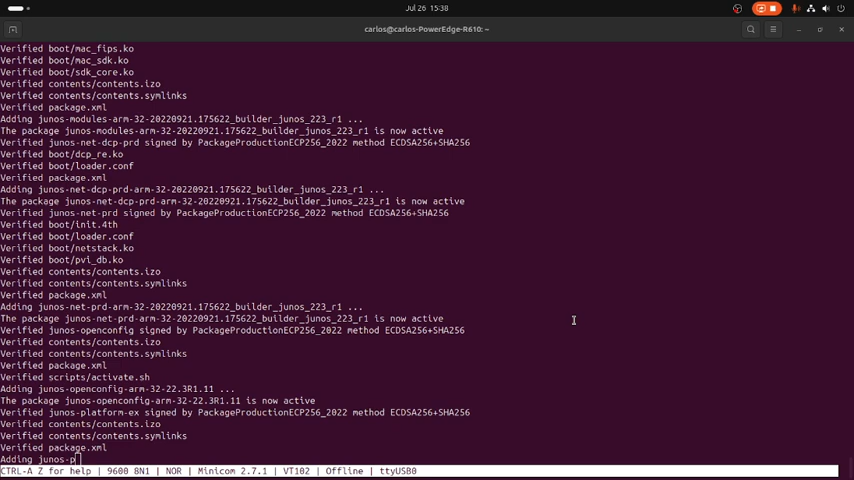 Jul 26 15:38
carlos@carlos-PowerEdge-R610: ~
Verified boot/mac_fips.ko
Verified boot/mac_sdk.ko
Verified boot/sdk_core.ko
Verified contents/contents.izo
Verified contents/contents.symlinks
Verified package.xml
Adding junos-modules-arm-32-20220921.175622_builder_junos_223_r1 ...
The package junos-modules-arm-32-20220921.175622_builder_junos_223_r1 is now active
Verified junos-net-dcp-prd signed by PackageProductionECP256_2022 method ECDSA256+SHA256
Verified boot/dcp_re.ko
Verified boot/loader.conf
Verified package.xml
Adding junos-net-dcp-prd-arm-32-20220921.175622_builder_junos_223_r1 ...
The package junos-net-dcp-prd-arm-32-20220921.175622_builder_junos_223_r1 is now active
Verified junos-net-prd signed by PackageProductionECP256_2022 method ECDSA256+SHA256
Verified boot/init.4th
Verified boot/loader.conf
Verified boot/netstack.ko
Verified boot/pvi_db.ko
Verified contents/contents.izo
Verified contents/contents.symlinks
Verified package.xml
Adding junos-net-prd-arm-32-20220921.175622_builder_junos_223_r1 ...
The package junos-net-prd-arm-32-20220921.175622_builder_junos_223_r1 is now active
Verified junos-openconfig signed by PackageProductionECP256_2022 method ECDSA256+SHA256
Verified contents/contents.izo
Verified contents/contents.symlinks
Verified package.xml
Verified scripts/activate.sh
Adding junos-openconfig-arm-32-22.3R1.11 ...
The package junos-openconfig-arm-32-22.3R1.11 is now active
Verified junos-platform-ex signed by PackageProductionECP256_2022 method ECDSA256+SHA256
Verified contents/contents.izo
Verified contents/contents.symlinks
Verified package.xml
Adding junos-p
CTRL-A Z for help | 9600 8N1 | NOR | Minicom 2.7.1 | VT102 | Offline | ttyUSB0